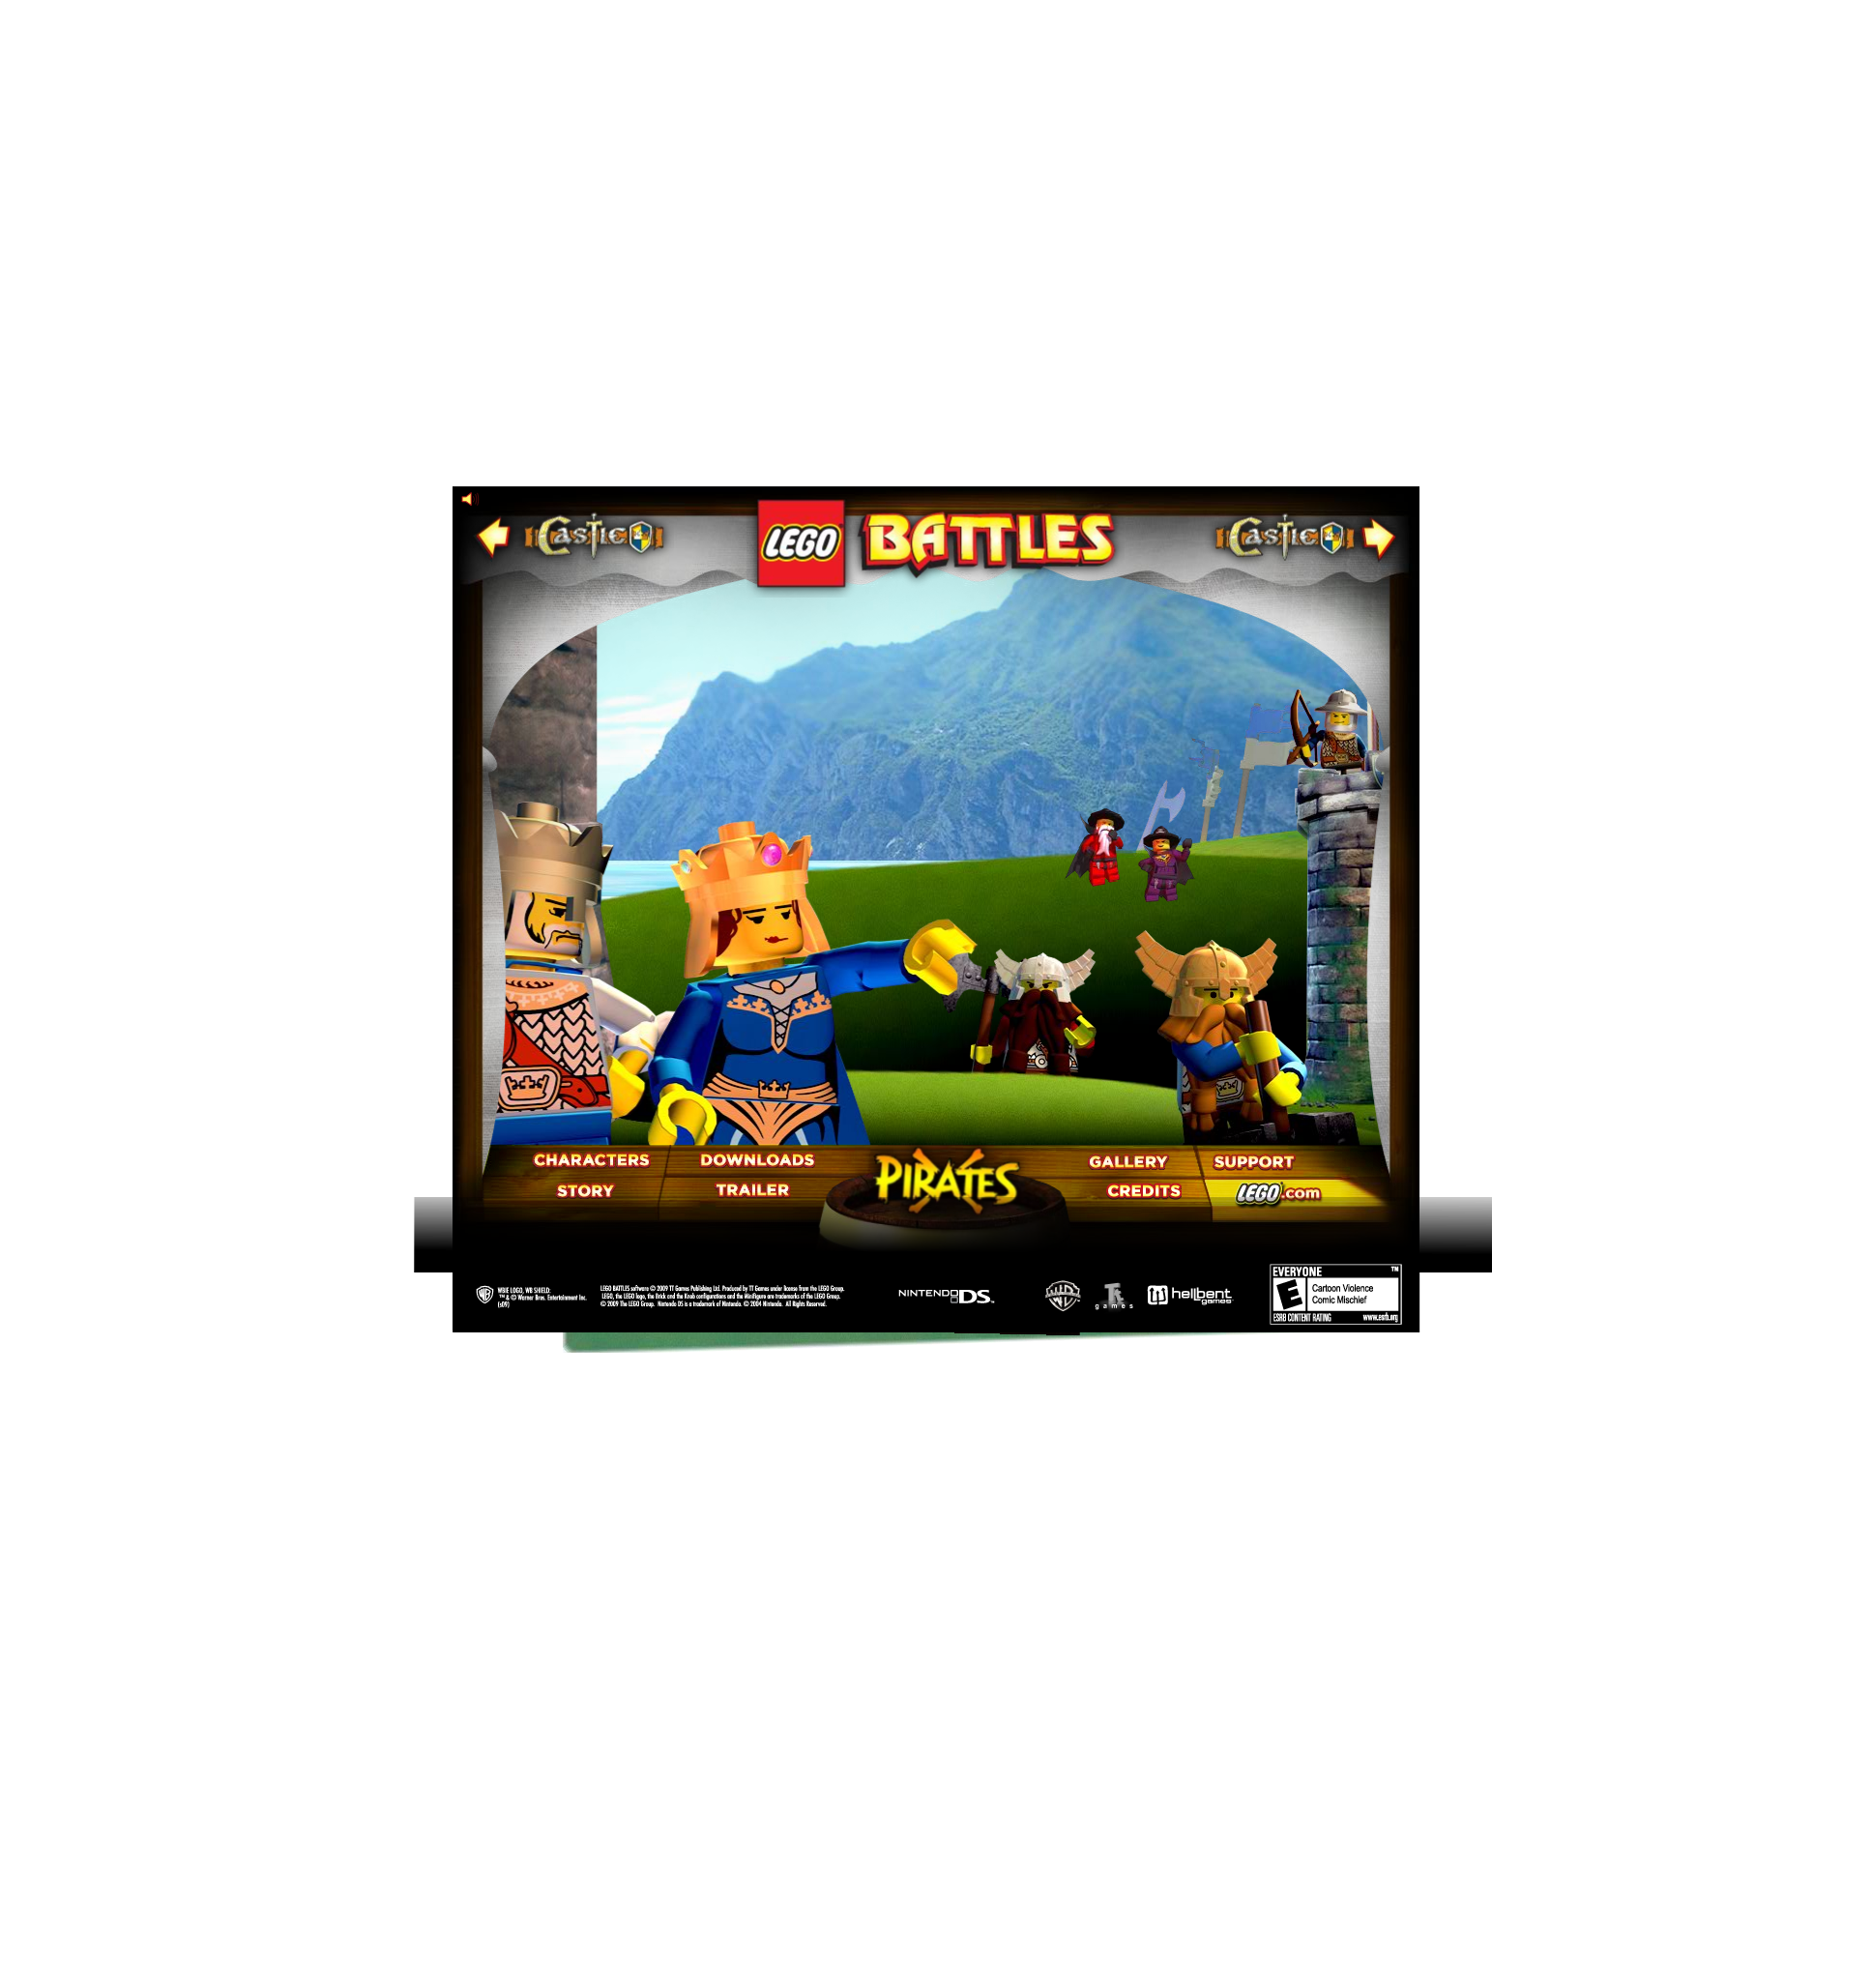 Castle
LEGO BATTLES
Castle
CHARACTERS
DOWNLOADS
PIRATES
GALLERY
SUPPORT
STORY
TRAILER
CREDITS
LEGO.com
WBIE LOGO, WB SHIELD:
™ & © Warner Bros. Entertainment Inc.
(s09)
LEGO BATTLES software © 2009 TT Games Publishing Ltd. Produced by TT Games under license from the LEGO Group.
LEGO, the LEGO logo, the Brick and the Knob configurations and the Minifigure are trademarks of the LEGO Group.
© 2009 The LEGO Group. Nintendo DS is a trademark of Nintendo. © 2004 Nintendo. All Rights Reserved.
NINTENDO DS™
games
hellbent
games
EVERYONE ™
E
Cartoon Violence
Comic Mischief
ESRB CONTENT RATING www.esrb.org